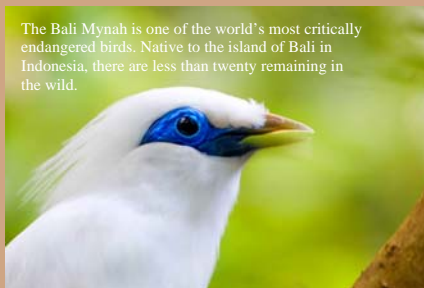 The Bali Mynah is one of the world's most critically
endangered birds. Native to the island of Bali in
Indonesia, there are less than twenty remaining in
the wild.